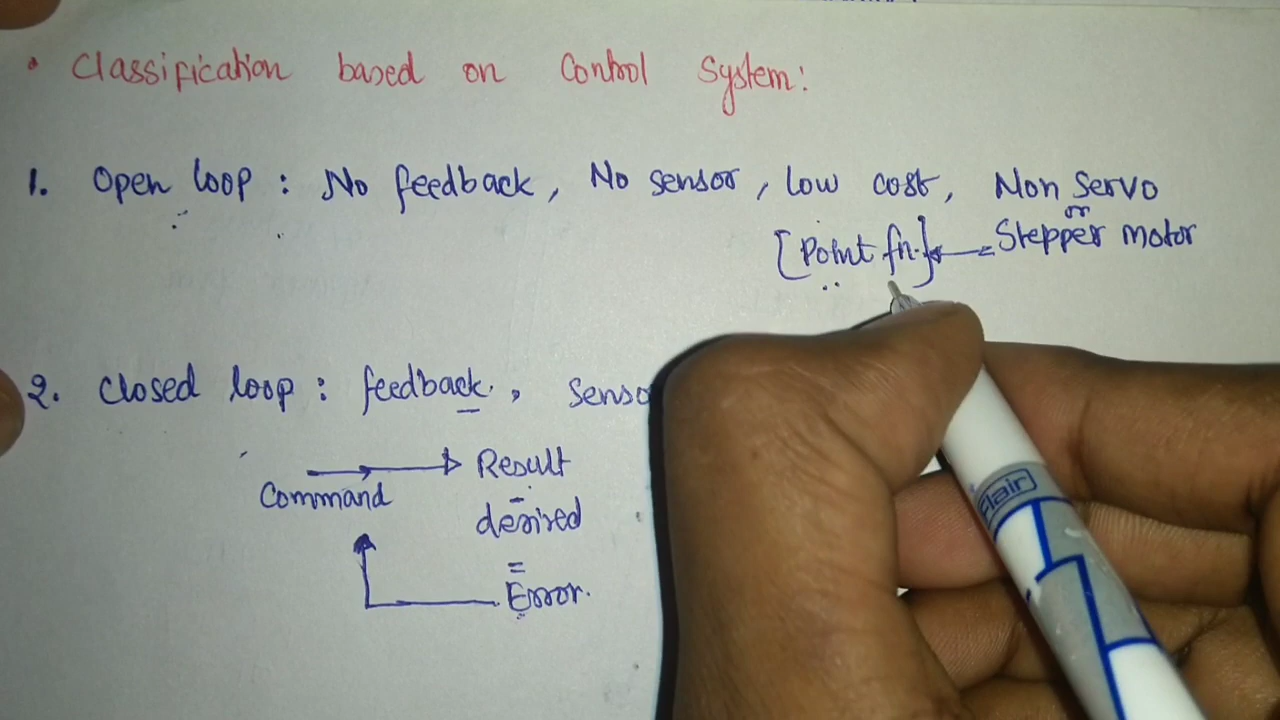 • Classification based on Control System:
1. Open loop : No feedback, No sensor, low cost, Non Servo
or
[Point fn.] Stepper motor
2. Closed loop : feedback.,
Result
Command
=
desired
=
Error.
Flair